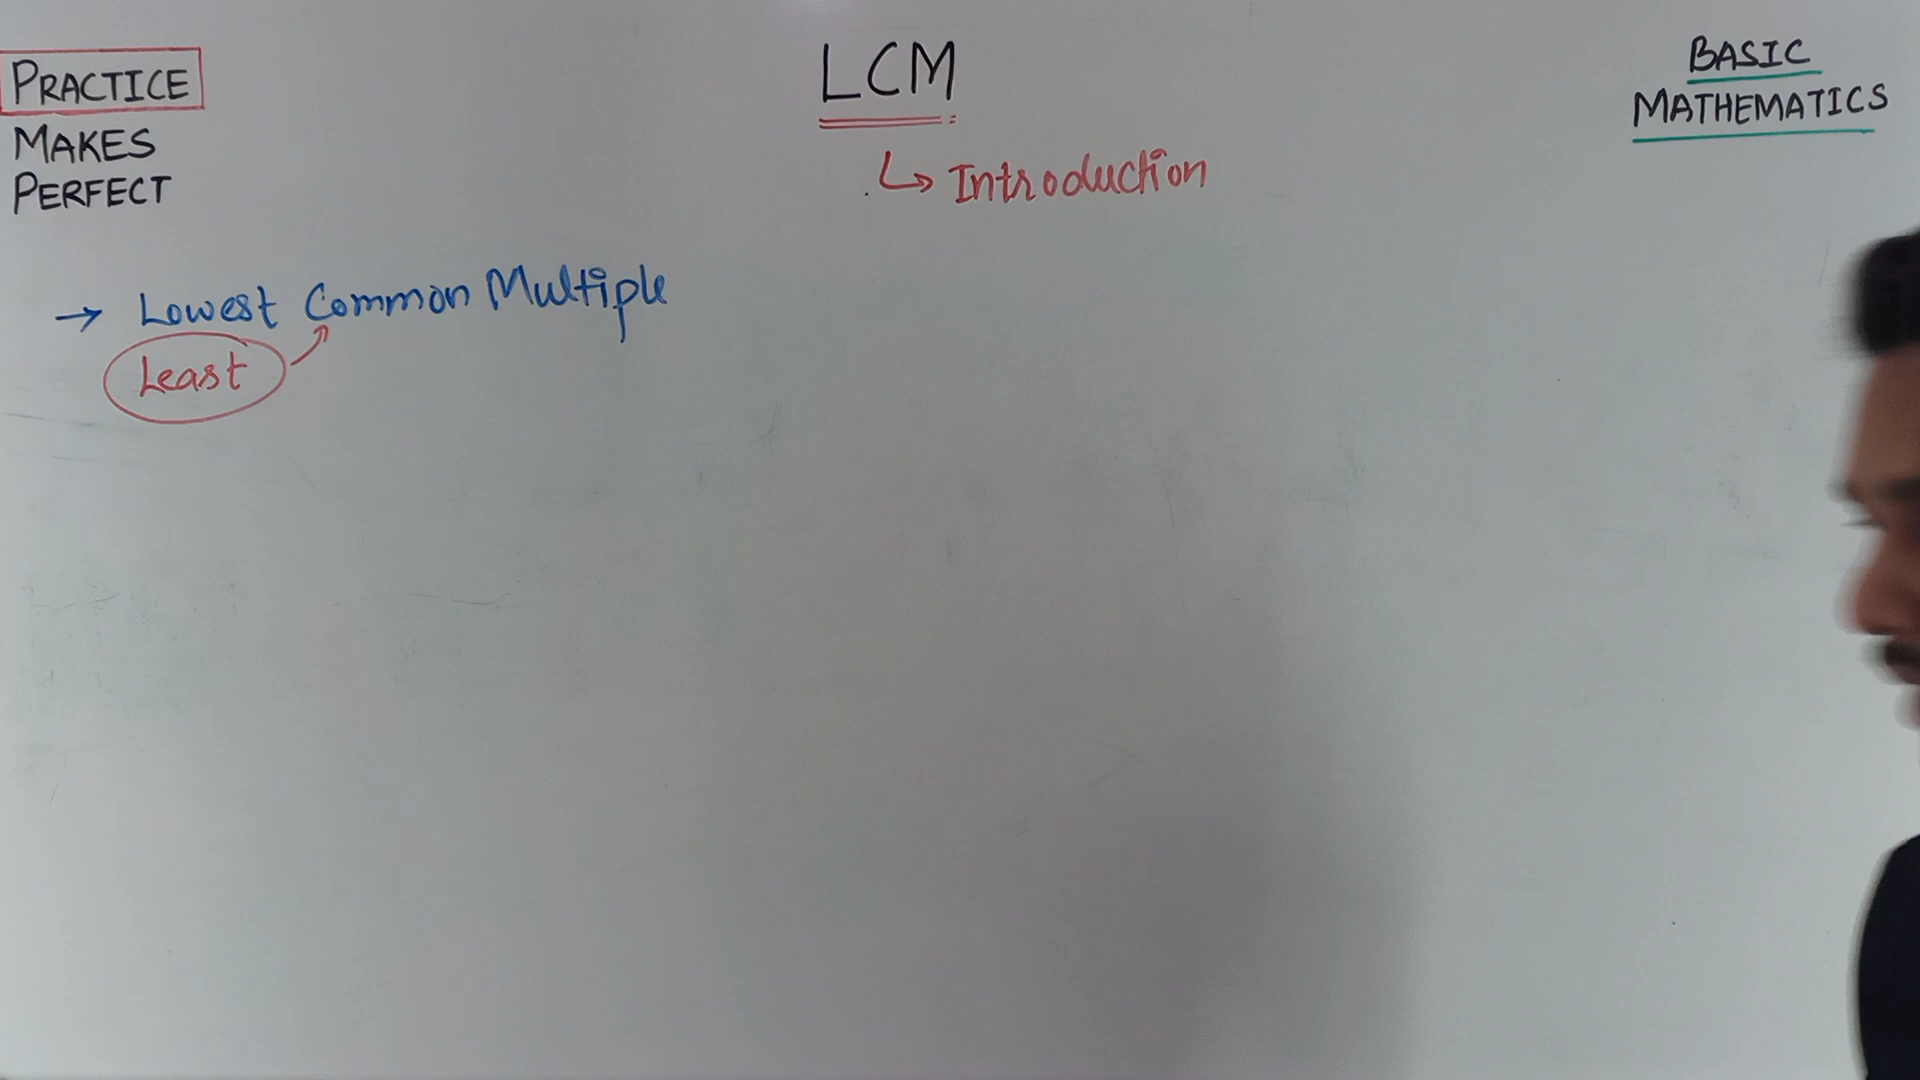 PRACTICE
MAKES
PERFECT
LCM
↳ Introduction
BASIC
MATHEMATICS
→ Lowest Common Multiple
Least